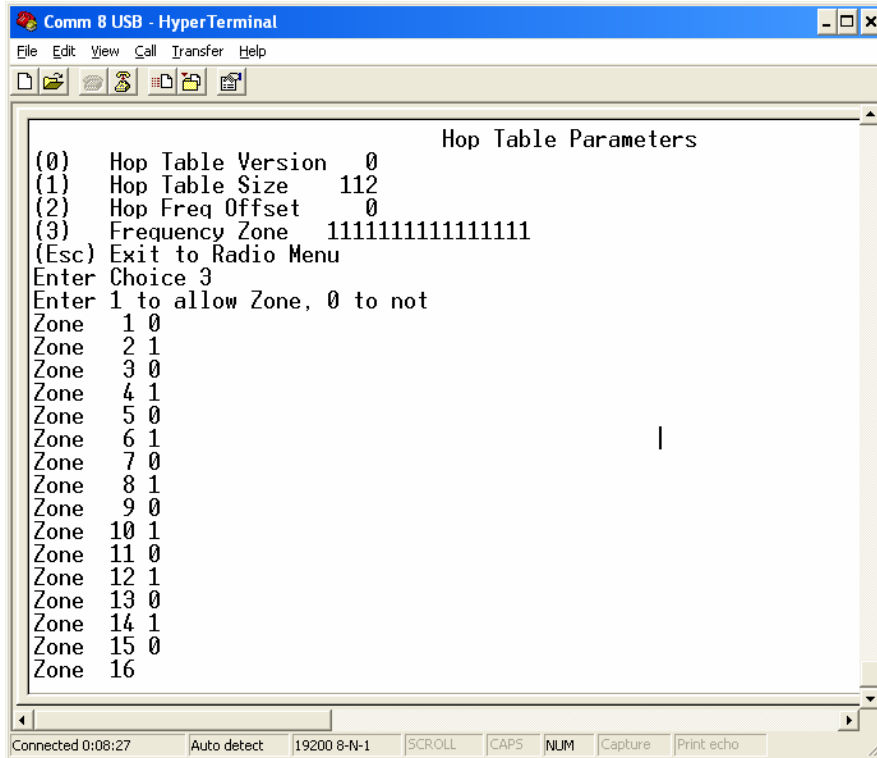 Comm 8 USB - HyperTerminal
File Edit View Call Transfer Help
Hop Table Parameters
(0) Hop Table Version 0
(1) Hop Table Size 112
(2) Hop Freq Offset 0
(3) Frequency Zone 1111111111111111
(Esc) Exit to Radio Menu
Enter Choice 3
Enter 1 to allow Zone, 0 to not
Zone 1 0
Zone 2 1
Zone 3 0
Zone 4 1
Zone 5 0
Zone 6 1
Zone 7 0
Zone 8 1
Zone 9 0
Zone 10 1
Zone 11 0
Zone 12 1
Zone 13 0
Zone 14 1
Zone 15 0
Zone 16
Connected 0:08:27 Auto detect 19200 8-N-1 SCROLL CAPS NUM Capture Print echo